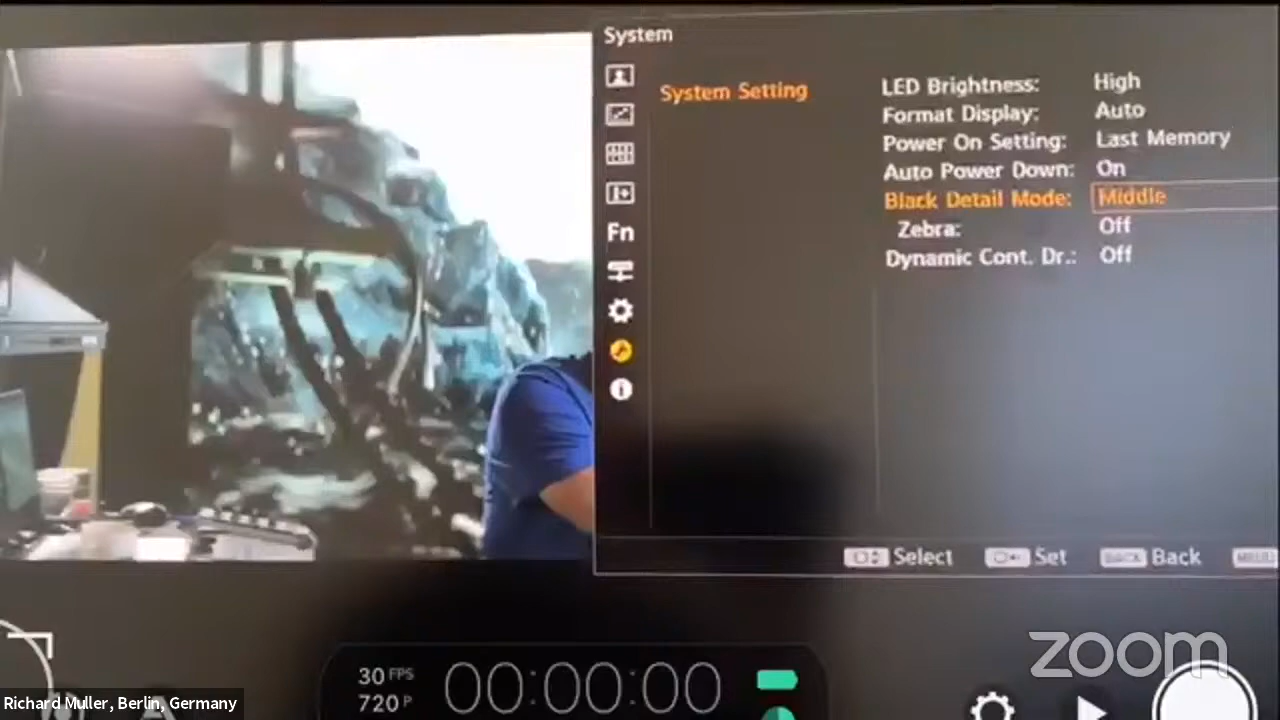 System
System Setting
LED Brightness: High
Format Display: Auto
Power On Setting: Last Memory
Auto Power Down: On
Black Detail Mode: Middle
Zebra: Off
Dynamic Cont. Dr.: Off
Fn
Select
Set
BACK Back
30 FPS
720 P
00:00:00
zoom
Richard Muller, Berlin, Germany